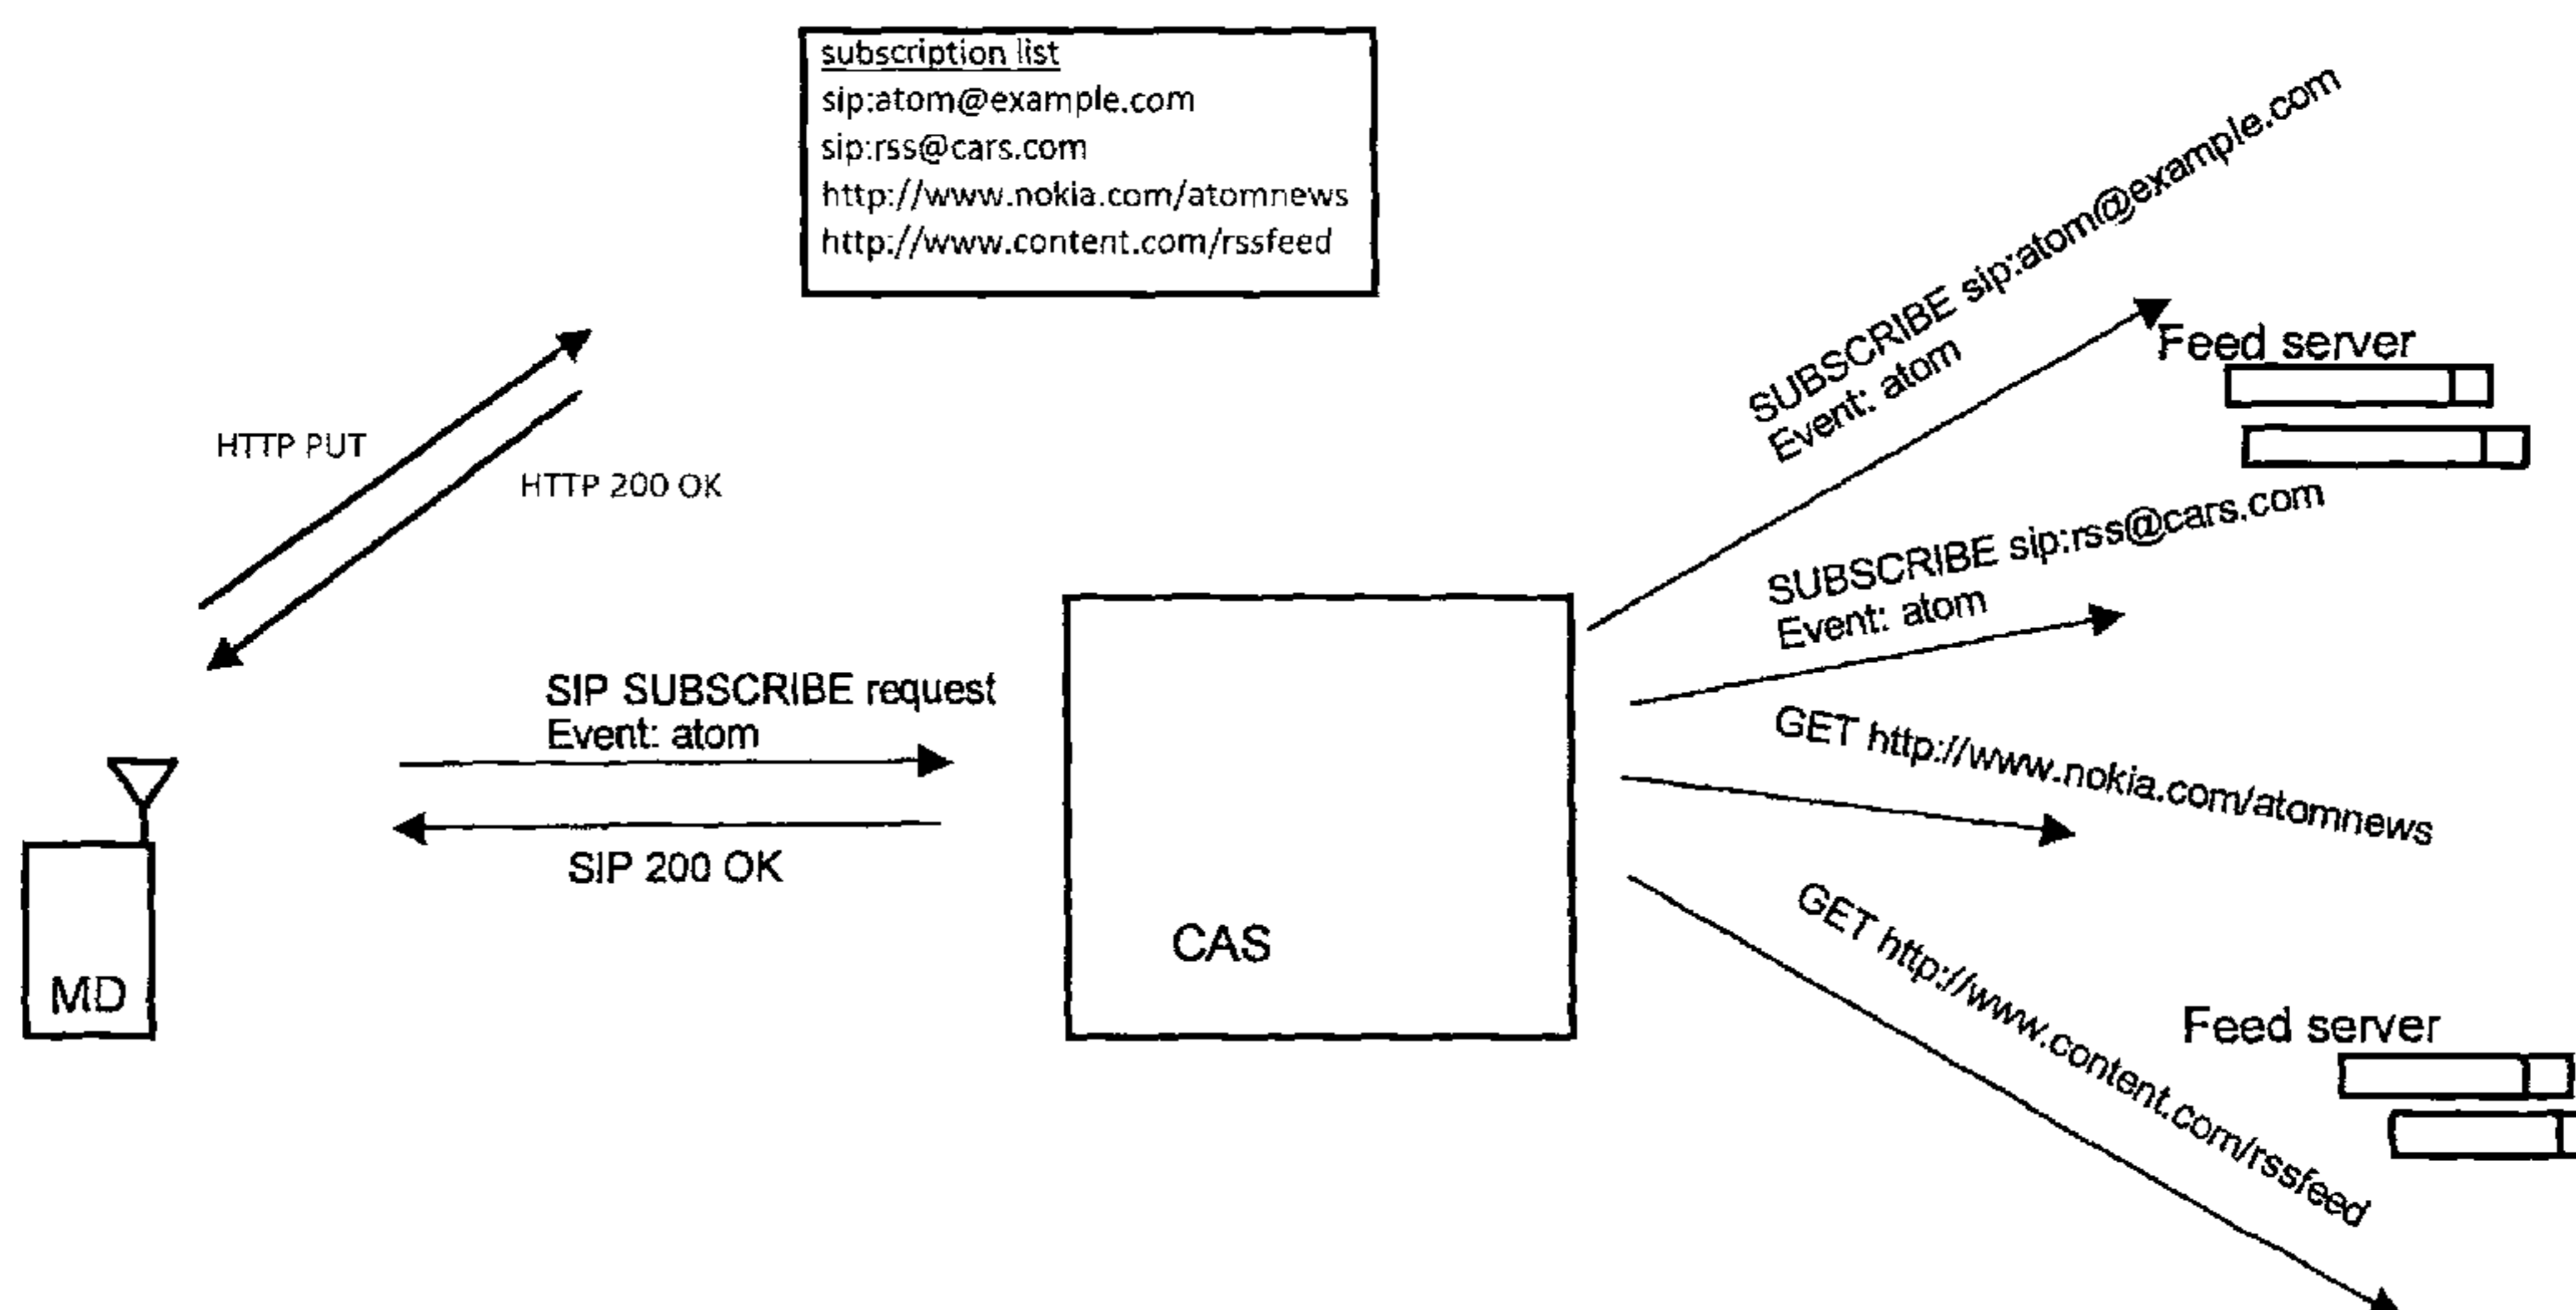 subscription list
sip:atom@example.com
sip:rss@cars.com
http://www.nokia.com/atomnews
http://www.content.com/rssfeed
HTTP PUT
HTTP 200 OK
SIP SUBSCRIBE request
Event: atom
SIP 200 OK
MD
CAS
SUBSCRIBE sip:atom@example.com
Event: atom
Feed server
SUBSCRIBE sip:rss@cars.com
Event: atom
GET http://www.nokia.com/atomnews
GET http://www.content.com/rssfeed
Feed server